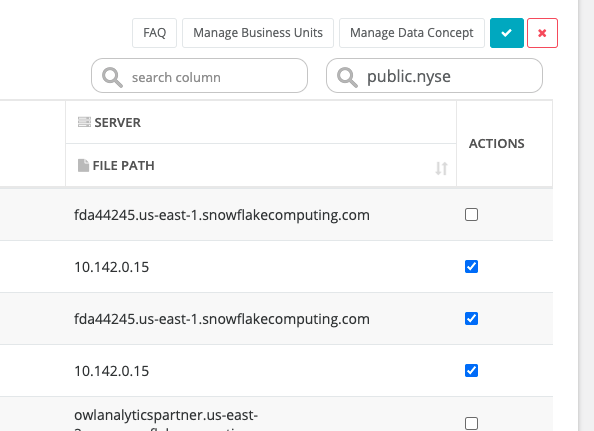 FAQ
Manage Business Units
Manage Data Concept
search column
public.nyse
SERVER
ACTIONS
FILE PATH
fda44245.us-east-1.snowflakecomputing.com
10.142.0.15
fda44245.us-east-1.snowflakecomputing.com
10.142.0.15
owlanalyticspartner.us-east-